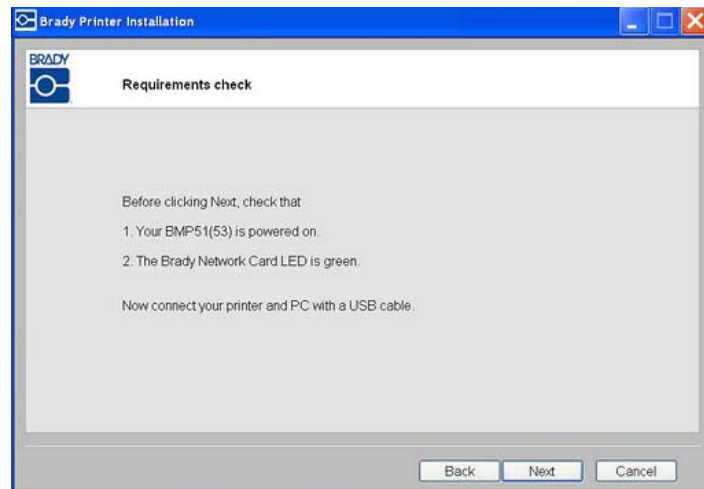 Brady Printer Installation
BRADY
Requirements check
Before clicking Next, check that
1. Your BMP51(53) is powered on.
2. The Brady Network Card LED is green.
Now connect your printer and PC with a USB cable.
Back Next Cancel